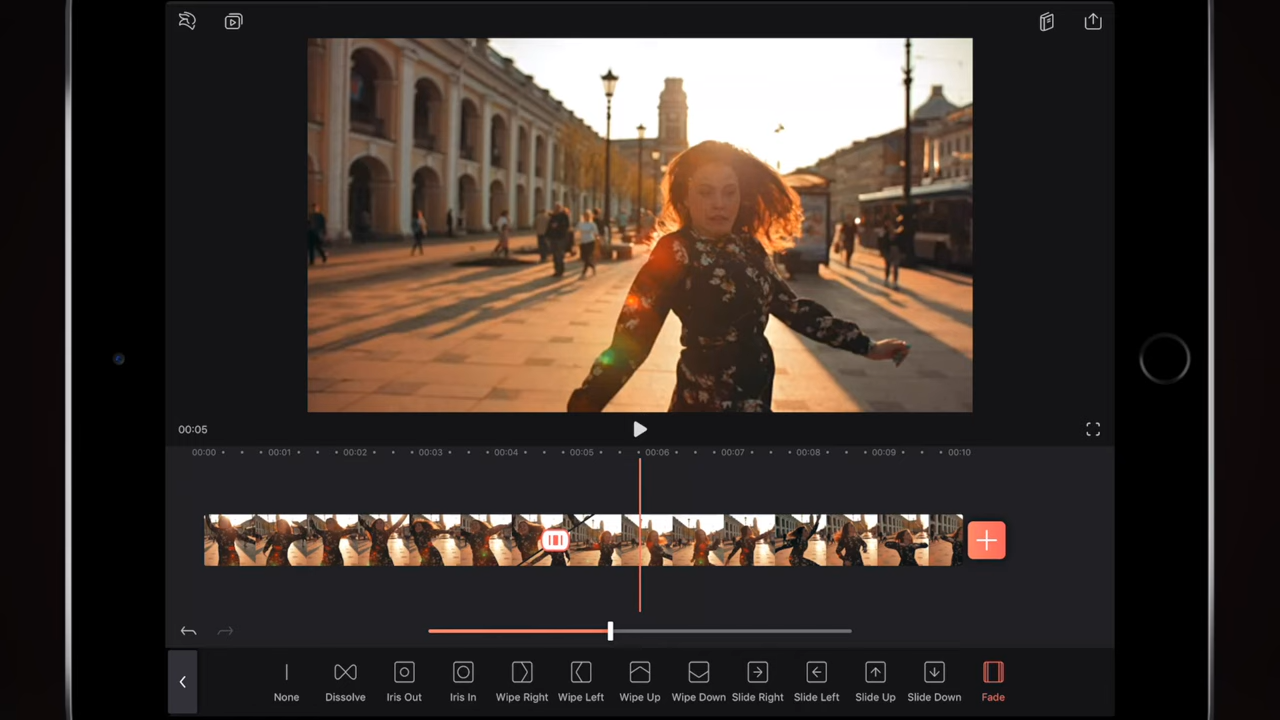 00:05
00:00 00:01 00:02 00:03 00:04 00:05 00:06 00:07 00:08 00:09 00:10
None Dissolve Iris Out Iris In Wipe Right Wipe Left Wipe Up Wipe Down Slide Right Slide Left Slide Up Slide Down Fade